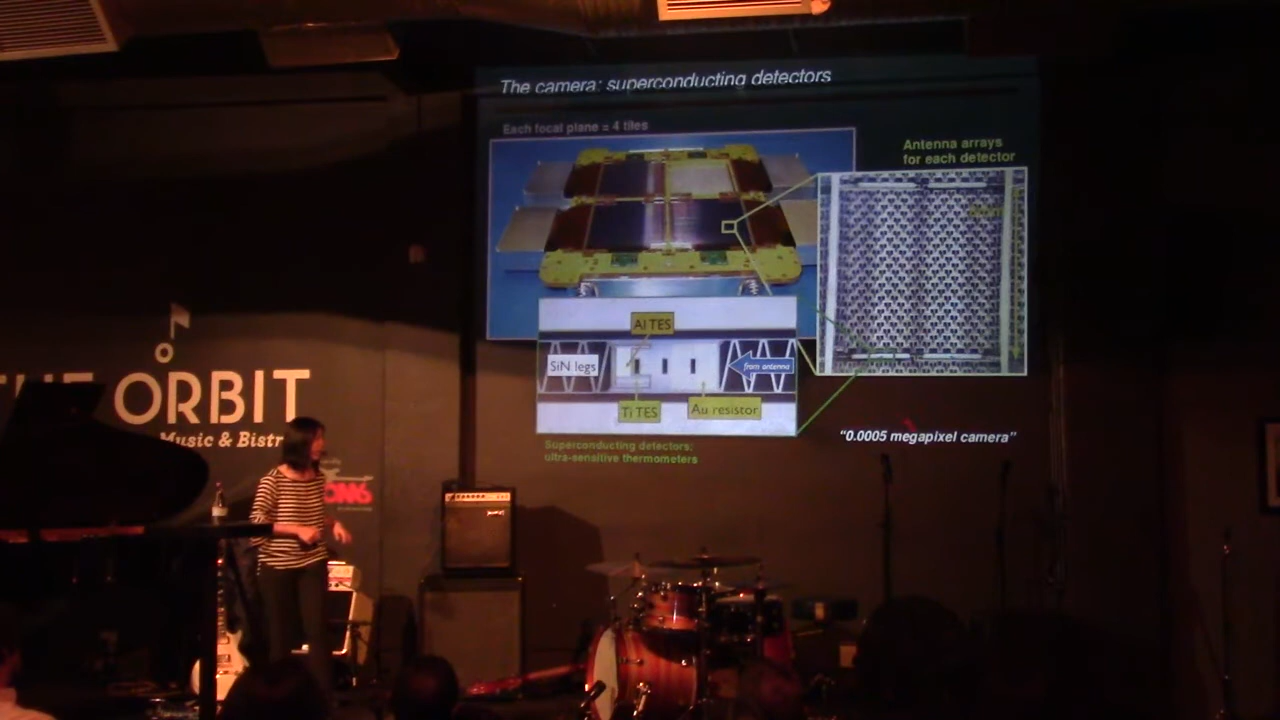 The camera: superconducting detectors
Each focal plane = 4 tiles
Antenna arrays
for each detector
Al TES
SiN legs
from antenna
Ti TES
Au resistor
Superconducting detectors:
ultra-sensitive thermometers
"0.0005 megapixel camera"
THE ORBIT
Music & Bistr